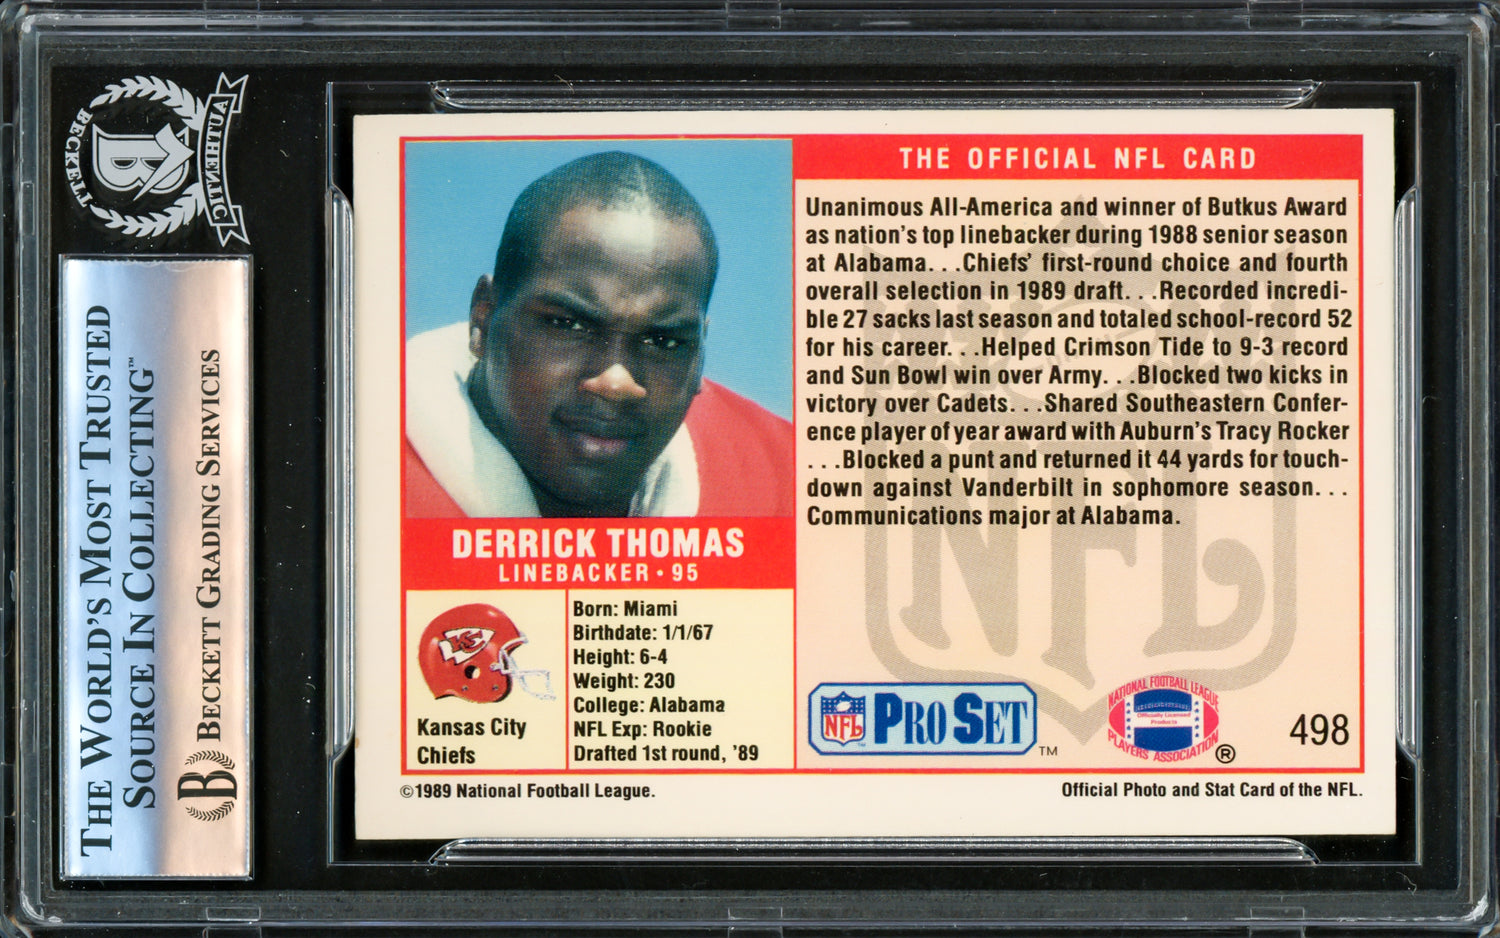 BECKETT
AUTHENTIC
B
THE WORLD'S MOST TRUSTED
SOURCE IN COLLECTING™
B BECKETT GRADING SERVICES
THE OFFICIAL NFL CARD
Unanimous All-America and winner of Butkus Award
as nation's top linebacker during 1988 senior season
at Alabama. . .Chiefs' first-round choice and fourth
overall selection in 1989 draft. . .Recorded incredi-
ble 27 sacks last season and totaled school-record 52
for his career. . .Helped Crimson Tide to 9-3 record
and Sun Bowl win over Army. . .Blocked two kicks in
victory over Cadets. . .Shared Southeastern Confer-
ence player of year award with Auburn's Tracy Rocker
. . .Blocked a punt and returned it 44 yards for touch-
down against Vanderbilt in sophomore season. . .
Communications major at Alabama.
NFL
DERRICK THOMAS
LINEBACKER • 95
KC
Kansas City
Chiefs
Born: Miami
Birthdate: 1/1/67
Height: 6-4
Weight: 230
College: Alabama
NFL Exp: Rookie
Drafted 1st round, '89
NFL PRO SET ™
NATIONAL FOOTBALL LEAGUE
Officially Licensed
Products
PLAYERS ASSOCIATION ®
498
©1989 National Football League.
Official Photo and Stat Card of the NFL.